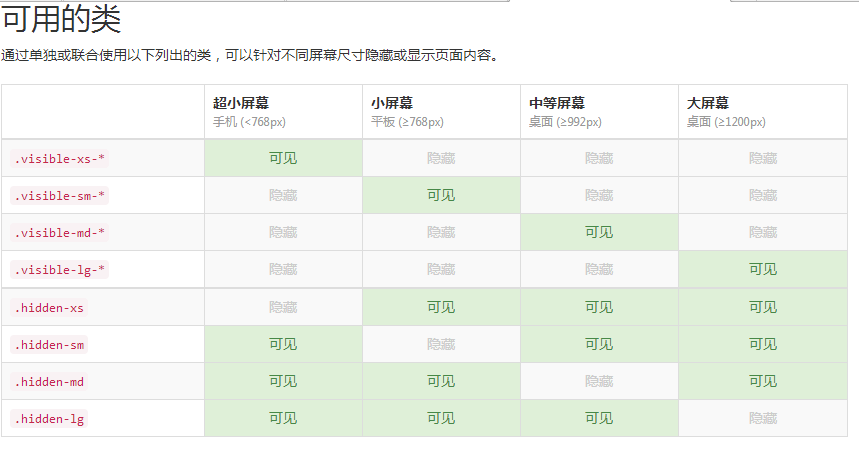 可用的类
通过单独或联合使用以下列出的类，可以针对不同屏幕尺寸隐藏或显示页面内容。
超小屏幕 小屏幕 中等屏幕 大屏幕
手机 (<768px) 平板 (≥768px) 桌面 (≥992px) 桌面 (≥1200px)
.visible-xs-* 可见 隐藏 隐藏 隐藏
.visible-sm-* 隐藏 可见 隐藏 隐藏
.visible-md-* 隐藏 隐藏 可见 隐藏
.visible-lg-* 隐藏 隐藏 隐藏 可见
.hidden-xs 隐藏 可见 可见 可见
.hidden-sm 可见 隐藏 可见 可见
.hidden-md 可见 可见 隐藏 可见
.hidden-lg 可见 可见 可见 隐藏